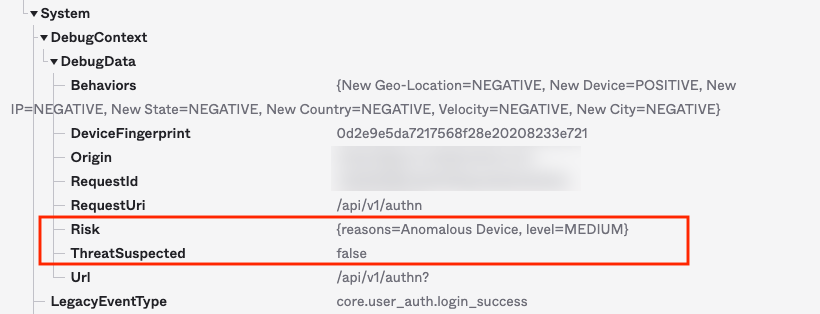 System
DebugContext
DebugData
Behaviors {New Geo-Location=NEGATIVE, New Device=POSITIVE, New
IP=NEGATIVE, New State=NEGATIVE, New Country=NEGATIVE, Velocity=NEGATIVE, New City=NEGATIVE}
DeviceFingerprint 0d2e9e5da7217568f28e20208233e721
Origin
RequestId
RequestUri /api/v1/authn
Risk {reasons=Anomalous Device, level=MEDIUM}
ThreatSuspected false
Url /api/v1/authn?
LegacyEventType core.user_auth.login_success